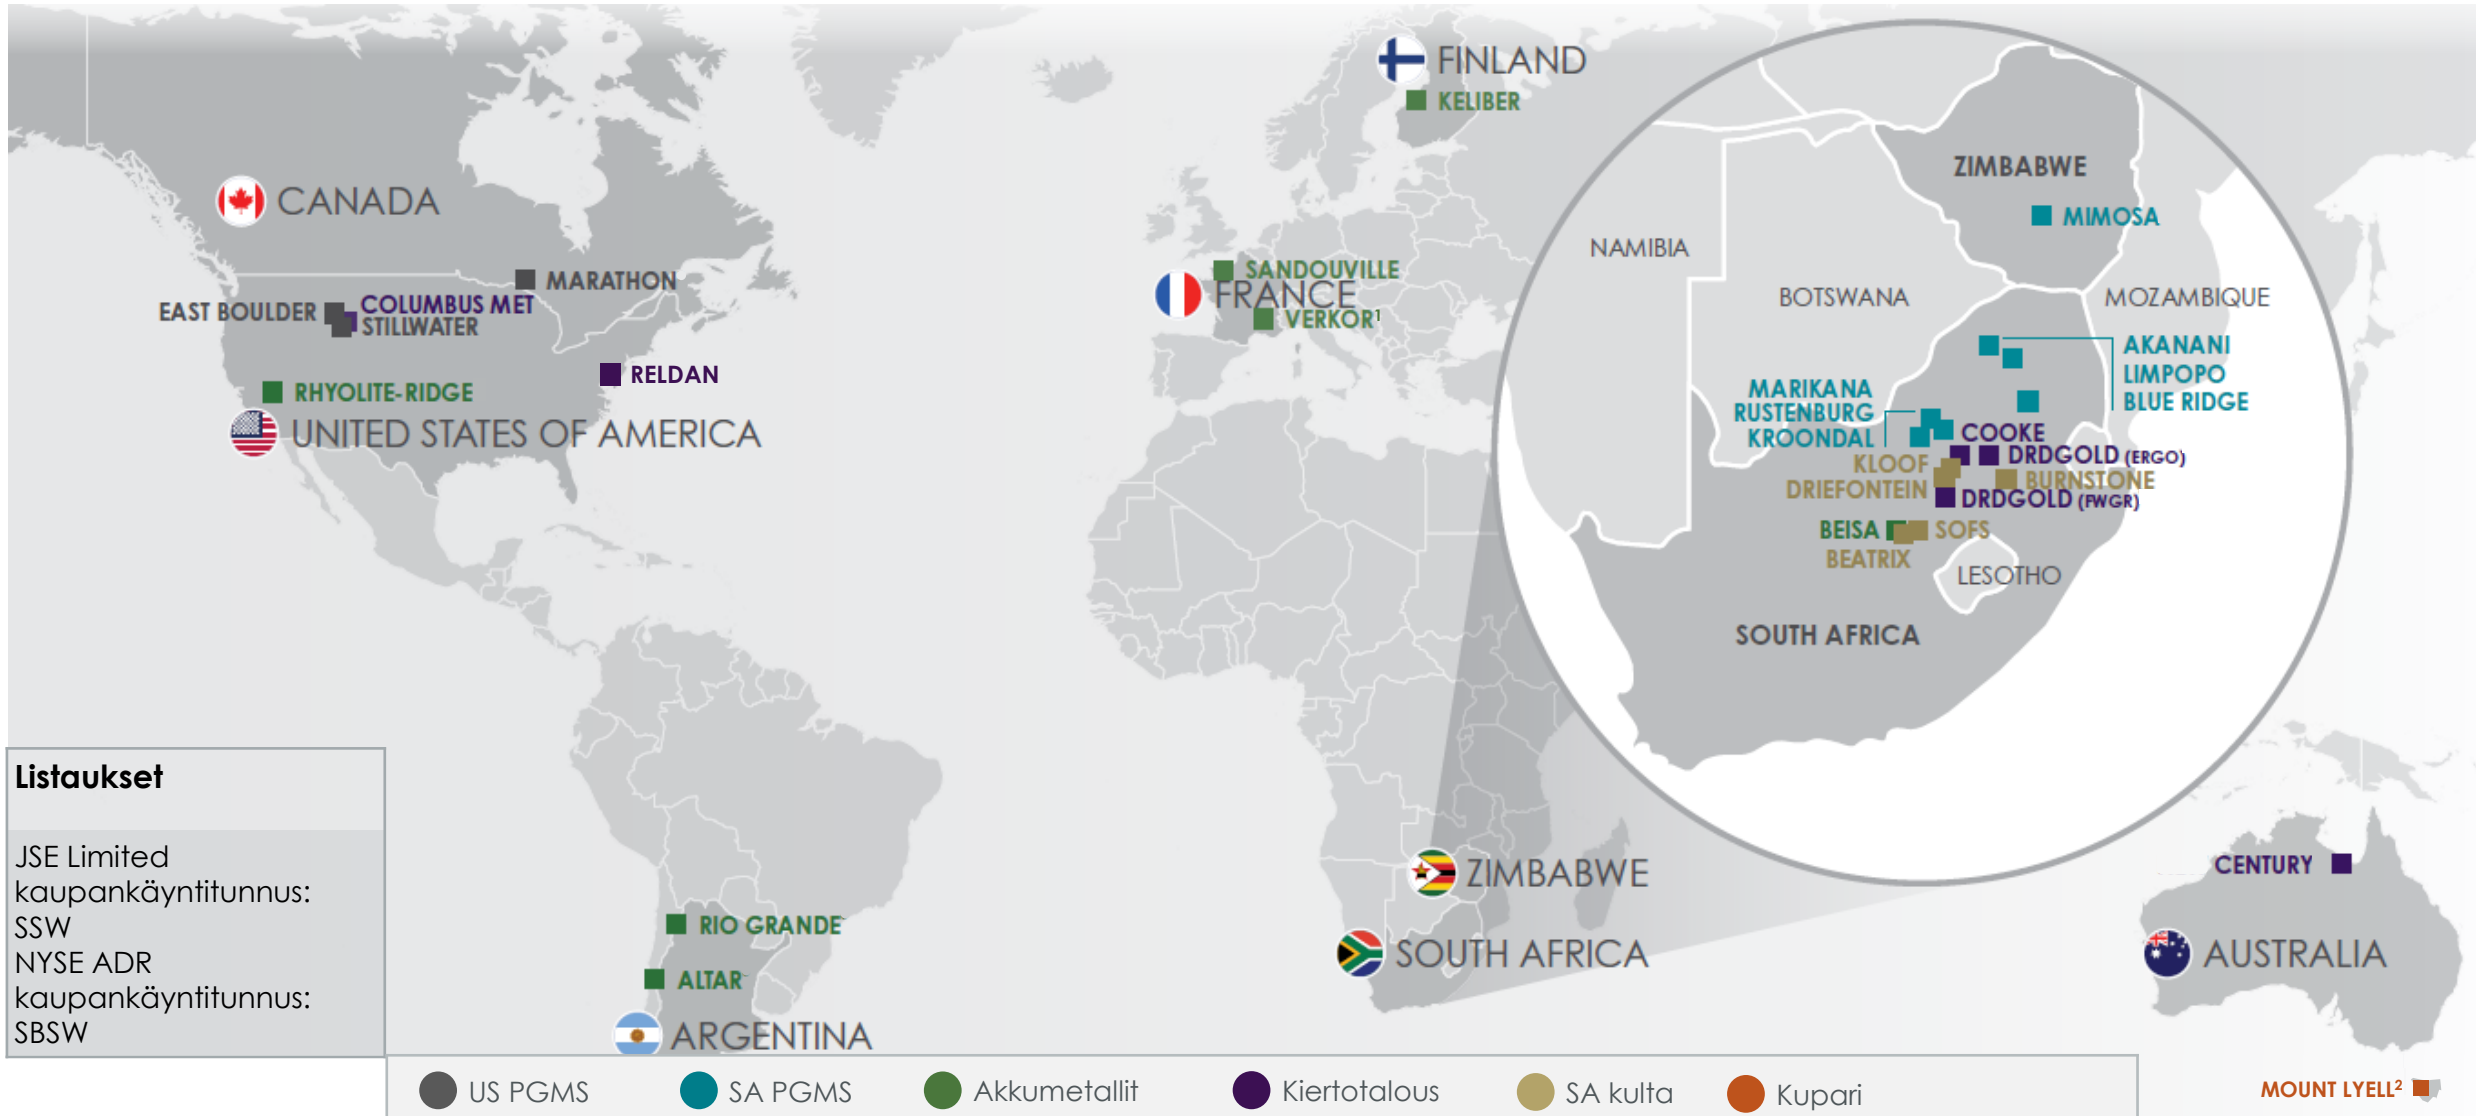 FINLAND
KELIBER
CANADA
MARATHON
EAST BOULDER
COLUMBUS MET
STILLWATER
RELDAN
RHYOLITE-RIDGE
UNITED STATES OF AMERICA
SANDOUVILLE
FRANCE
VERKOR¹
ZIMBABWE
MIMOSA
NAMIBIA
BOTSWANA
MOZAMBIQUE
AKANANI
LIMPOPO
BLUE RIDGE
MARIKANA
RUSTENBURG
KROONDAL
COOKE
DRDGOLD (ERGO)
KLOOF
DRIEFONTEIN
BURNSTONE
DRDGOLD (FWGR)
BEISA
SOFS
BEATRIX
LESOTHO
SOUTH AFRICA
Listaukset
JSE Limited
kaupankäyntitunnus:
SSW
NYSE ADR
kaupankäyntitunnus:
SBSW
RIO GRANDE
ALTAR
ARGENTINA
ZIMBABWE
SOUTH AFRICA
CENTURY
AUSTRALIA
MOUNT LYELL²
US PGMS
SA PGMS
Akkumetallit
Kiertotalous
SA kulta
Kupari